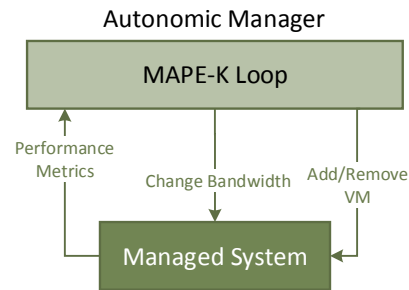 Autonomic Manager
MAPE-K Loop
Performance
Metrics
Change Bandwidth
Add/Remove
VM
Managed System